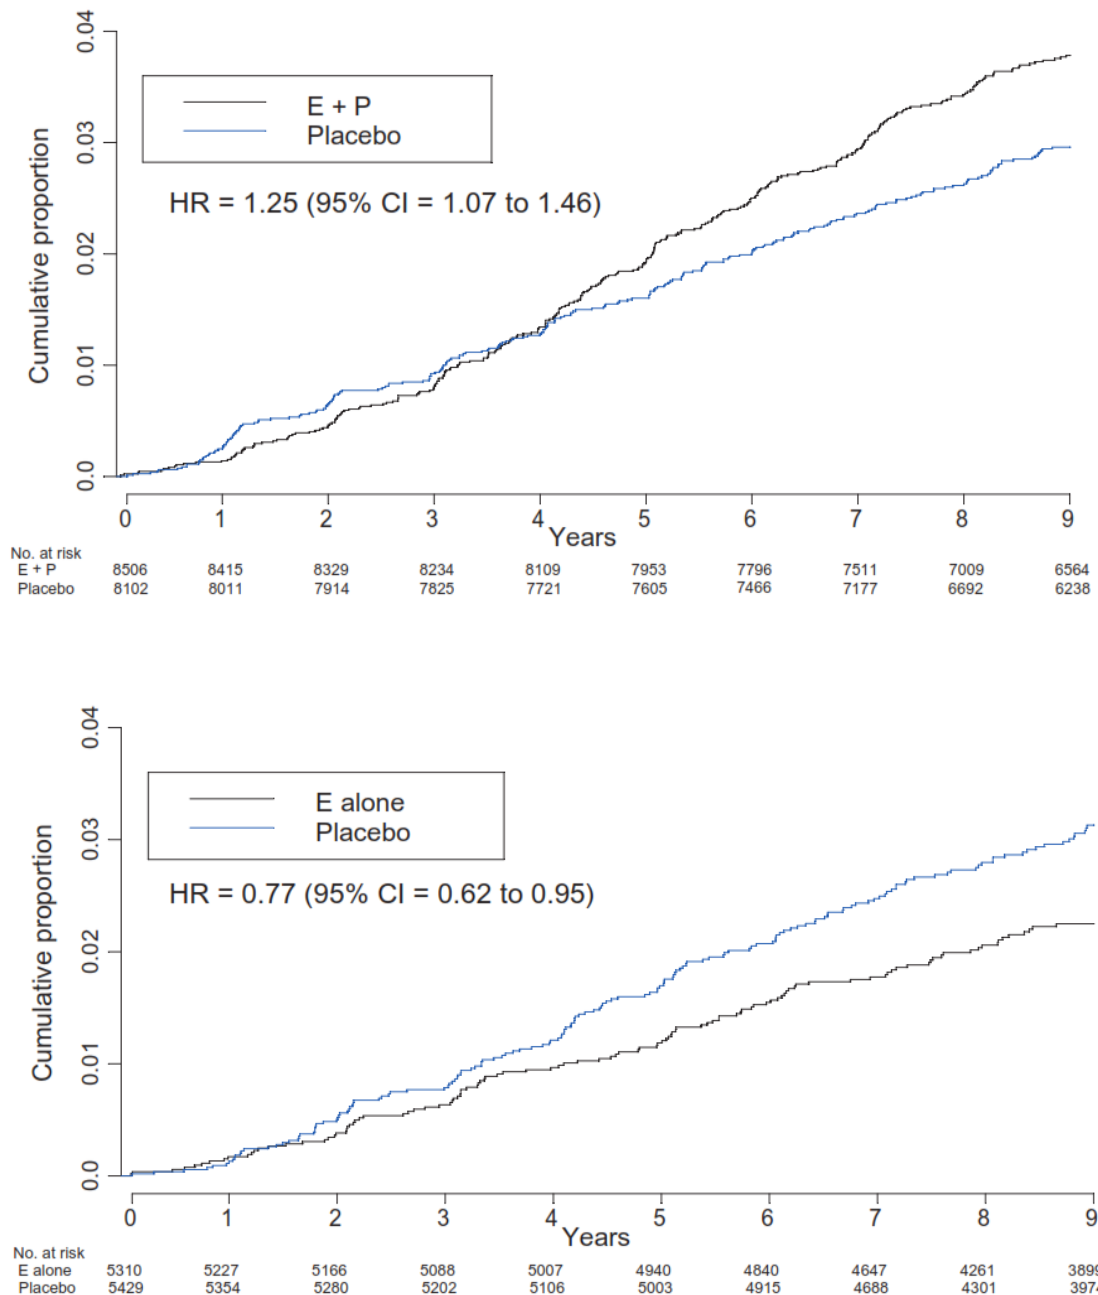 0.04
0.03
0.02
0.01
0.0
Cumulative proportion
E + P
Placebo
HR = 1.25 (95% CI = 1.07 to 1.46)
0 1 2 3 4 5 6 7 8 9
Years
No. at risk
E + P 8506 8415 8329 8234 8109 7953 7796 7511 7009 6564
Placebo 8102 8011 7914 7825 7721 7605 7466 7177 6692 6238
0.04
0.03
0.02
0.01
0.0
Cumulative proportion
E alone
Placebo
HR = 0.77 (95% CI = 0.62 to 0.95)
0 1 2 3 4 5 6 7 8 9
Years
No. at risk
E alone 5310 5227 5166 5088 5007 4940 4840 4647 4261 3899
Placebo 5429 5354 5280 5202 5106 5003 4915 4688 4301 3974